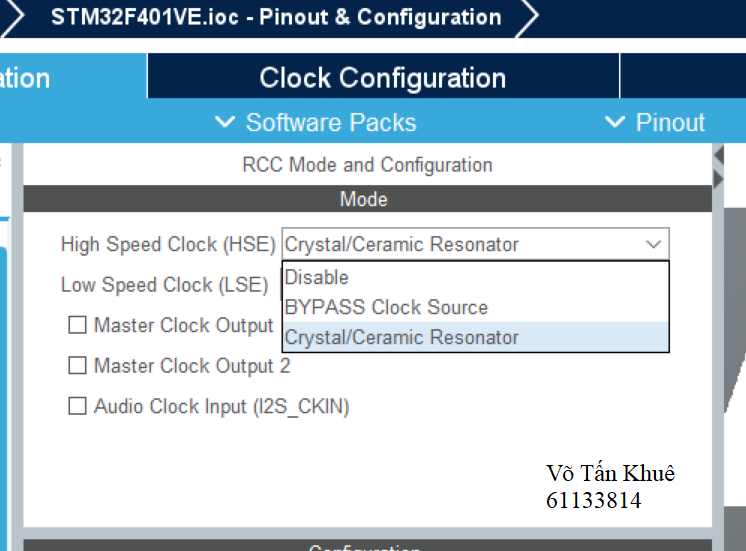 STM32F401VE.ioc - Pinout & Configuration
ation
Clock Configuration
Software Packs
Pinout
RCC Mode and Configuration
Mode
High Speed Clock (HSE) Crystal/Ceramic Resonator
Disable
Low Speed Clock (LSE)
BYPASS Clock Source
Master Clock Output
Crystal/Ceramic Resonator
Master Clock Output 2
Audio Clock Input (I2S_CKIN)
Võ Tấn Khuê
61133814
Configuration